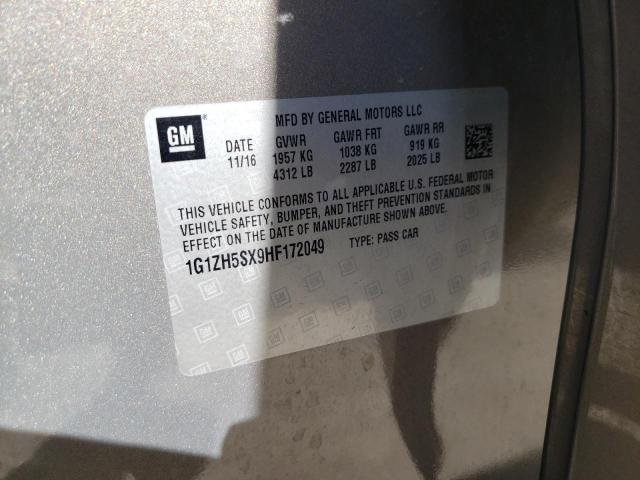 GM ® MFD BY GENERAL MOTORS LLC
DATE GVWR GAWR FRT GAWR RR
11/16 1957 KG 1038 KG 919 KG
4312 LB 2287 LB 2025 LB
THIS VEHICLE CONFORMS TO ALL APPLICABLE U.S. FEDERAL MOTOR
VEHICLE SAFETY, BUMPER, AND THEFT PREVENTION STANDARDS IN
EFFECT ON THE DATE OF MANUFACTURE SHOWN ABOVE.
1G1ZH5SX9HF172049 TYPE: PASS CAR